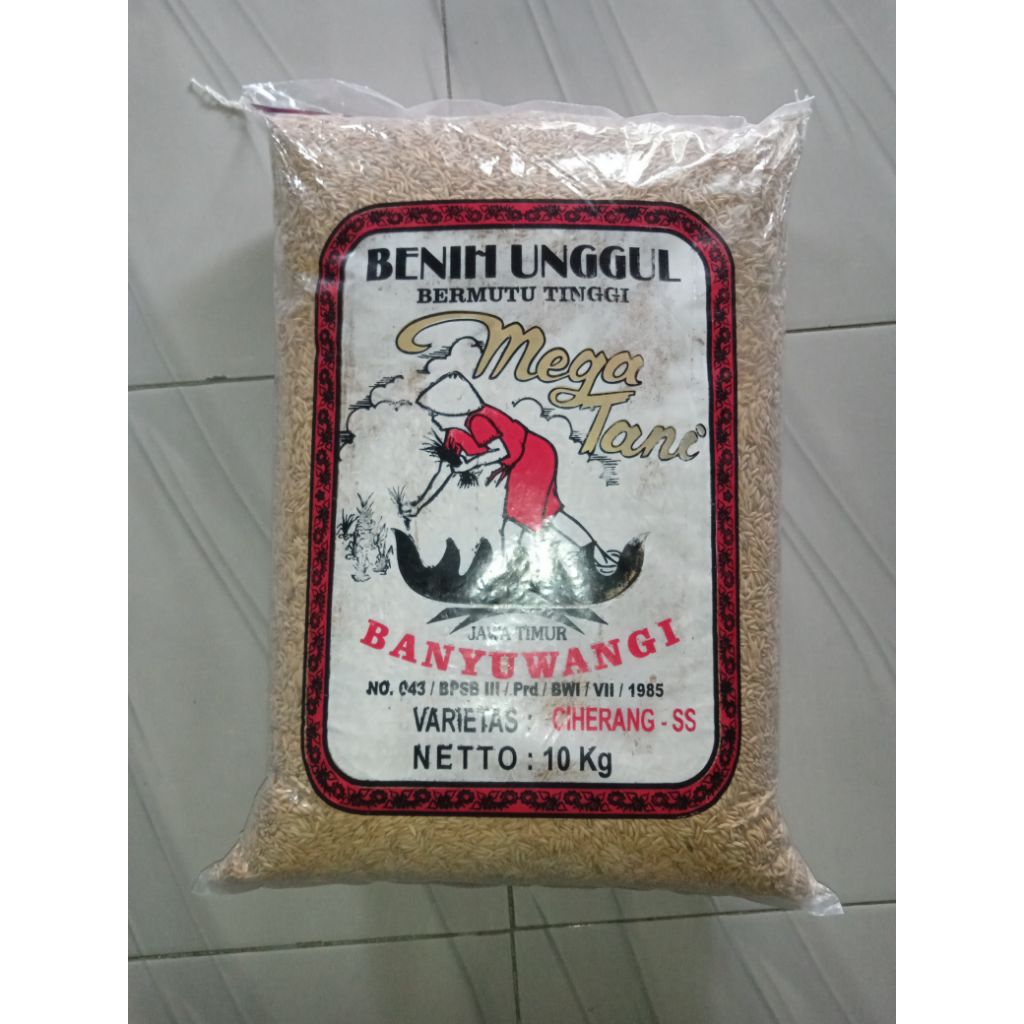 BENIH UNGGUL
BERMUTU TINGGI
Mega
Tani
JAWA TIMUR
BANYUWANGI
NO. 043 / BPSB III / Prd / BWI / VII / 1985
VARIETAS : CIHERANG - SS
NETTO : 10 Kg